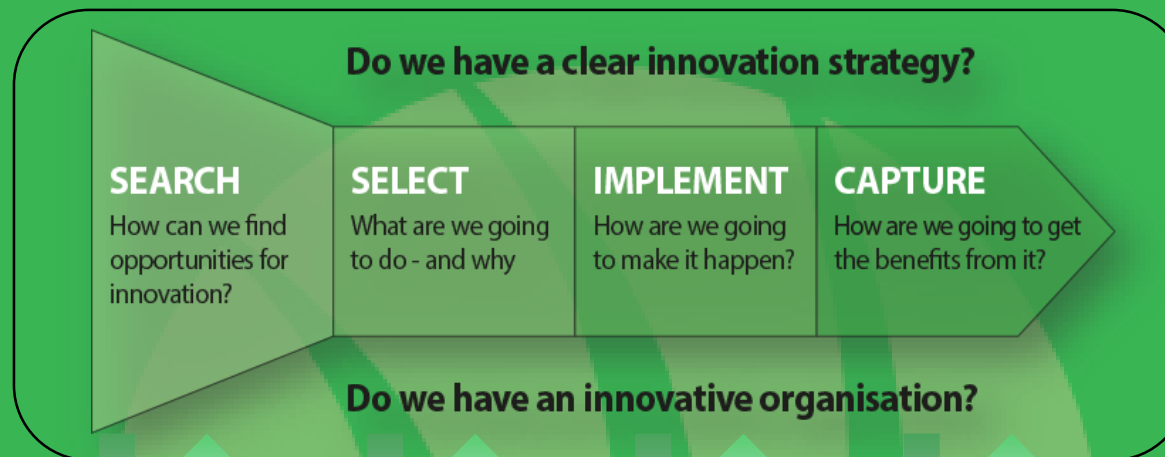 Do we have a clear innovation strategy?
SEARCH
How can we find
opportunities for
innovation?
SELECT
What are we going
to do - and why
IMPLEMENT
How are we going
to make it happen?
CAPTURE
How are we going to get
the benefits from it?
Do we have an innovative organisation?